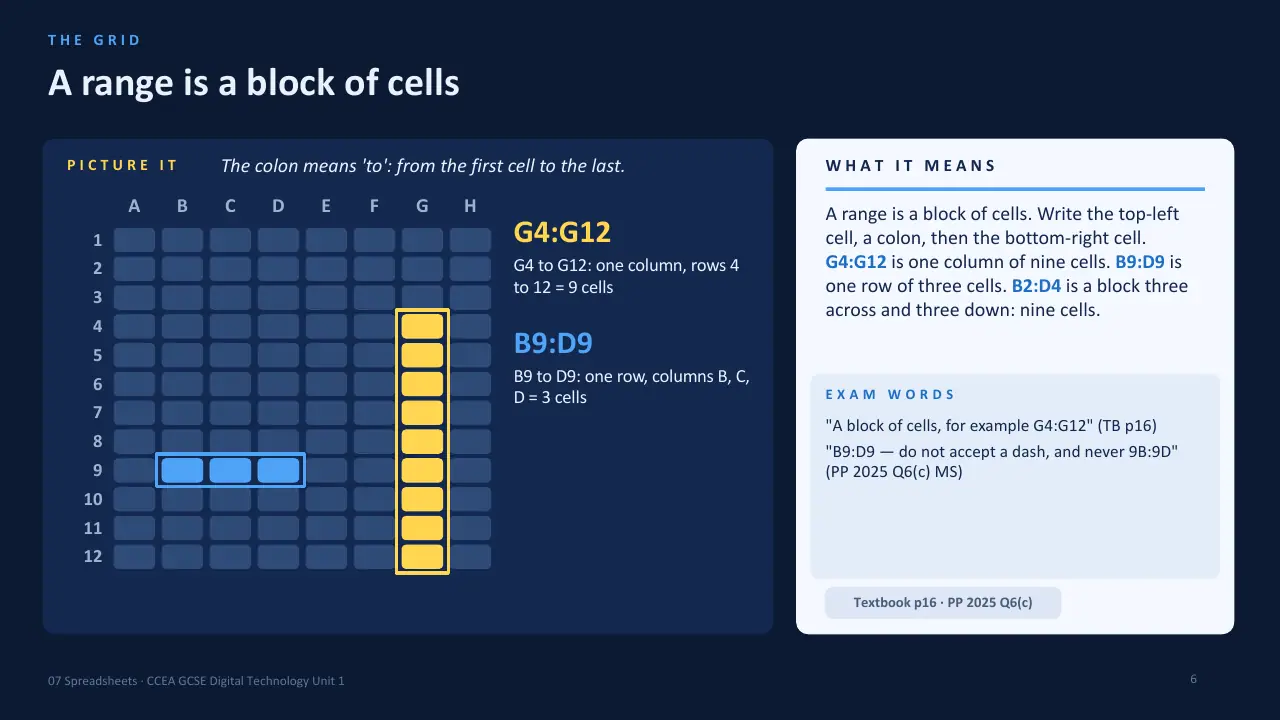 THE GRID
A range is a block of cells
PICTURE IT
The colon means 'to': from the first cell to the last.
A B C D E F G H
1
2
3
4
5
6
7
8
9
10
11
12
G4:G12
G4 to G12: one column, rows 4
to 12 = 9 cells
B9:D9
B9 to D9: one row, columns B, C,
D = 3 cells
WHAT IT MEANS
A range is a block of cells. Write the top-left
cell, a colon, then the bottom-right cell.
G4:G12 is one column of nine cells. B9:D9 is
one row of three cells. B2:D4 is a block three
across and three down: nine cells.
EXAM WORDS
"A block of cells, for example G4:G12" (TB p16)
"B9:D9 — do not accept a dash, and never 9B:9D"
(PP 2025 Q6(c) MS)
Textbook p16 · PP 2025 Q6(c)
07 Spreadsheets · CCEA GCSE Digital Technology Unit 1
6